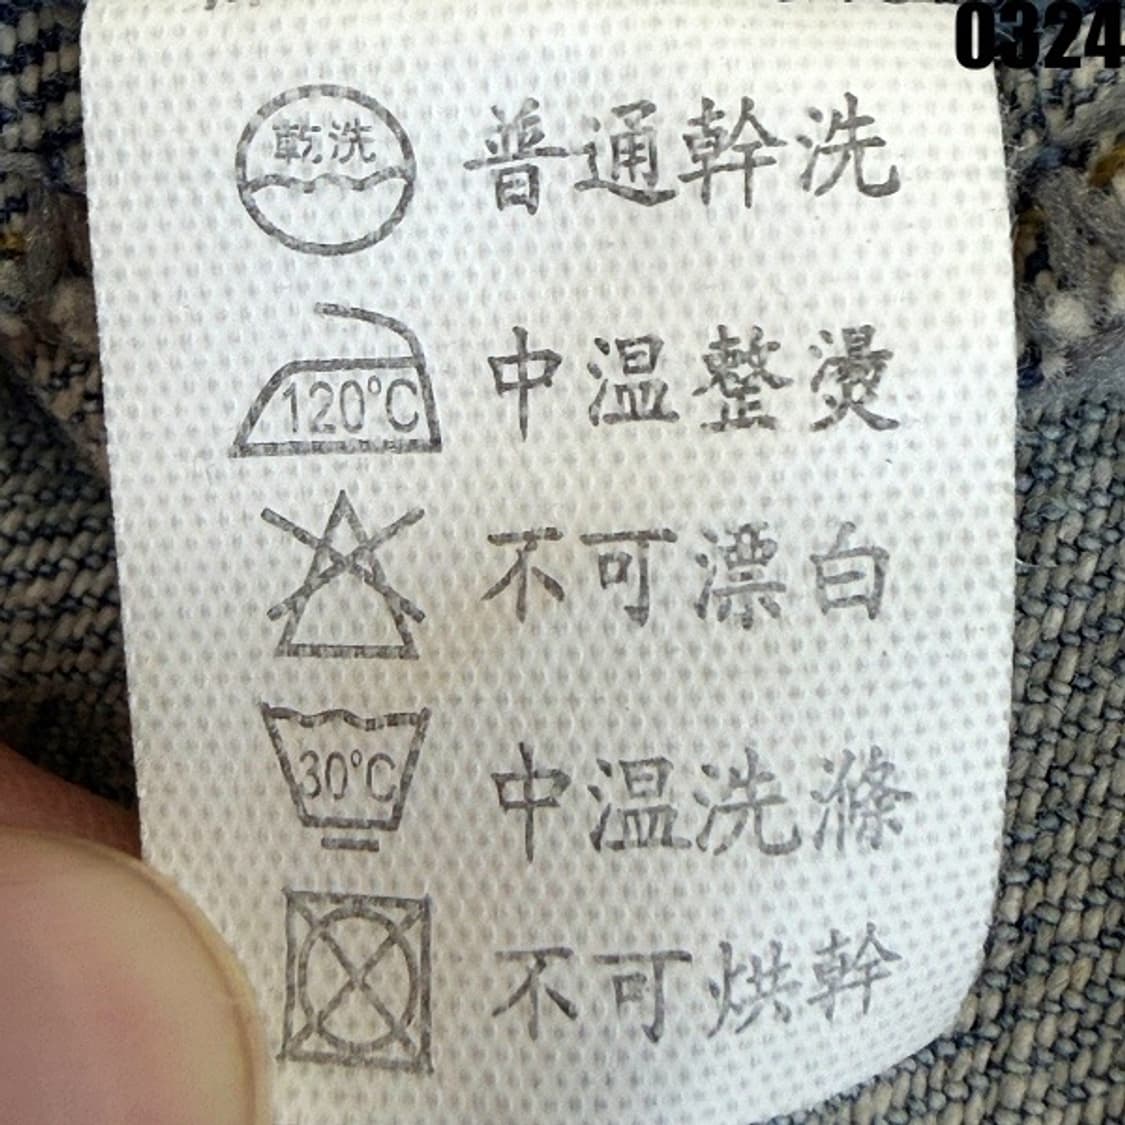 0324
乾洗
普通幹洗
120°C
中温整燙
不可漂白
30°C
中温洗滌
不可烘幹